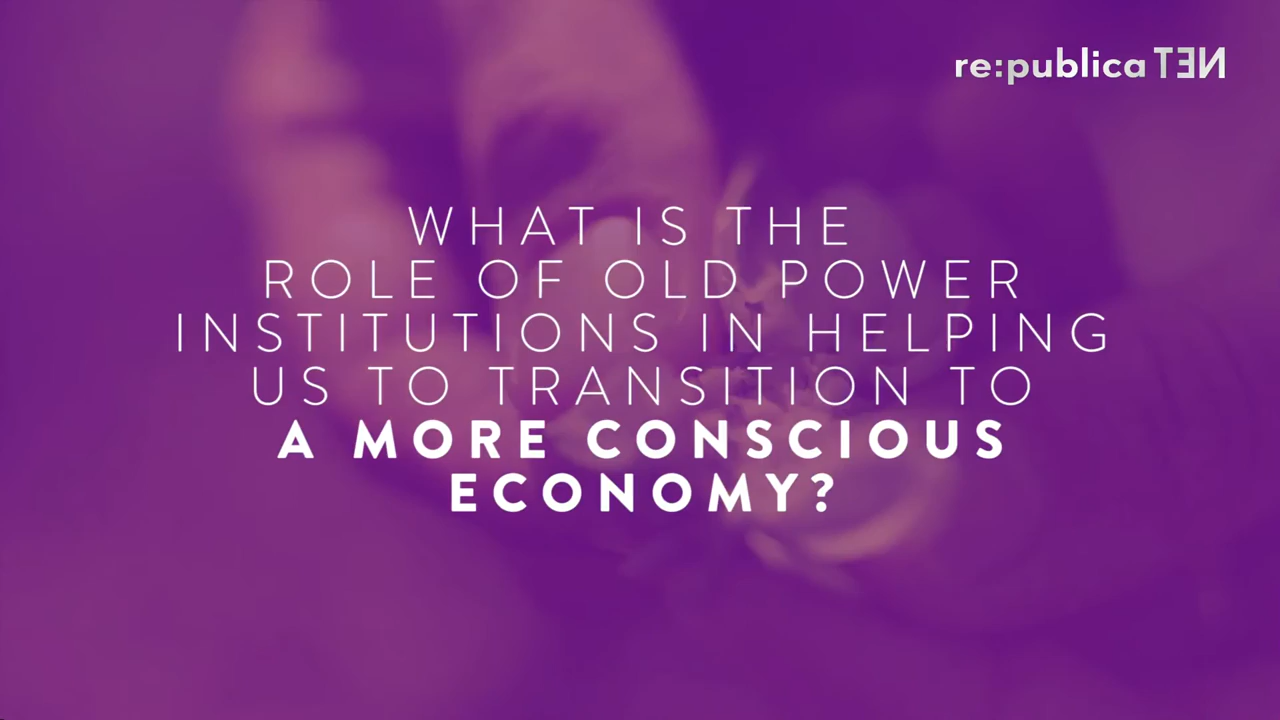 re:publica TEN
WHAT IS THE
ROLE OF OLD POWER
INSTITUTIONS IN HELPING
US TO TRANSITION TO
A MORE CONSCIOUS
ECONOMY?